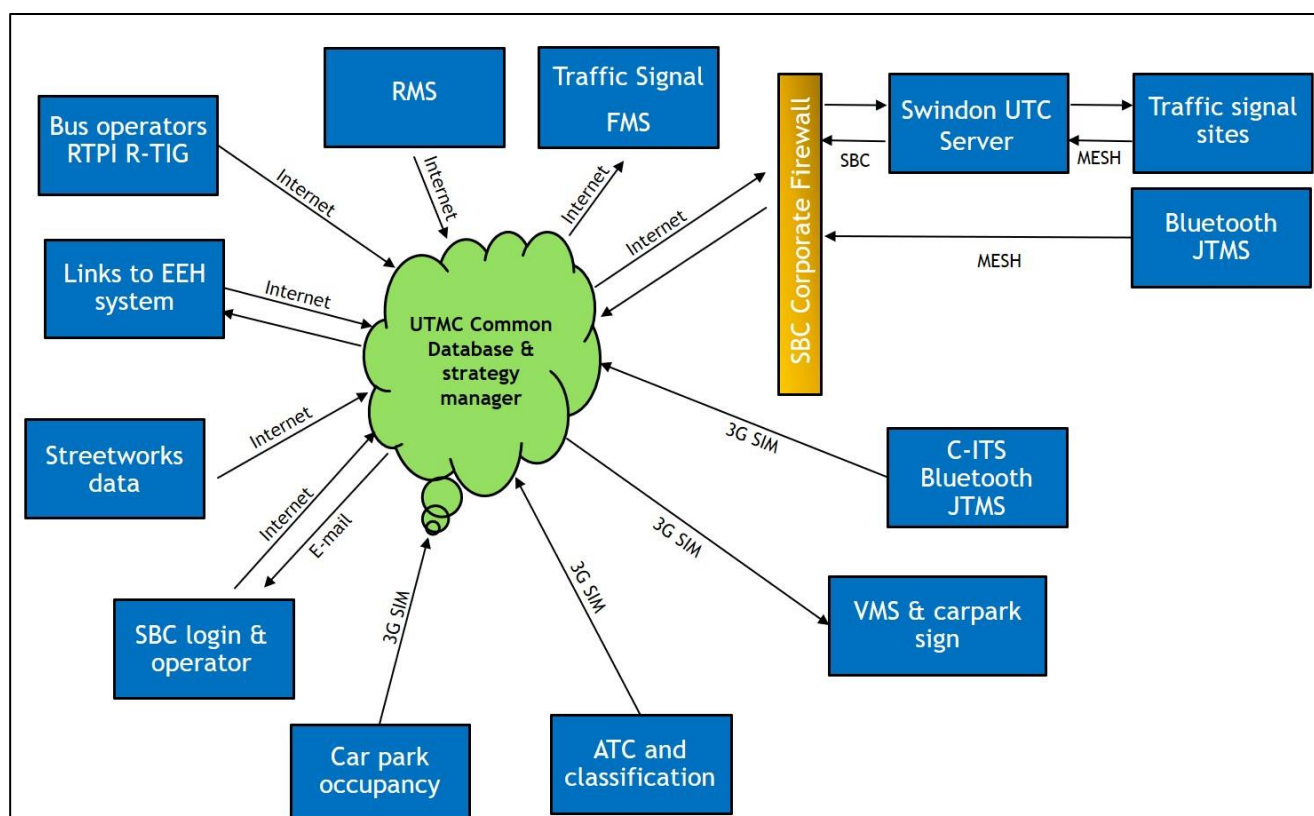 RMS
Traffic Signal
FMS
Bus operators
RTPI R-TIG
Internet
Internet
Internet
Internet
SBC Corporate Firewall
Swindon UTC
Server
Traffic signal
sites
SBC
MESH
Bluetooth
JTMS
MESH
Links to EEH
system
Internet
UTMC Common
Database &
strategy
manager
Streetworks
data
Internet
3G SIM
C-ITS
Bluetooth
JTMS
Internet
E-mail
3G SIM
3G SIM
3G SIM
VMS & carpark
sign
SBC login &
operator
Car park
occupancy
ATC and
classification